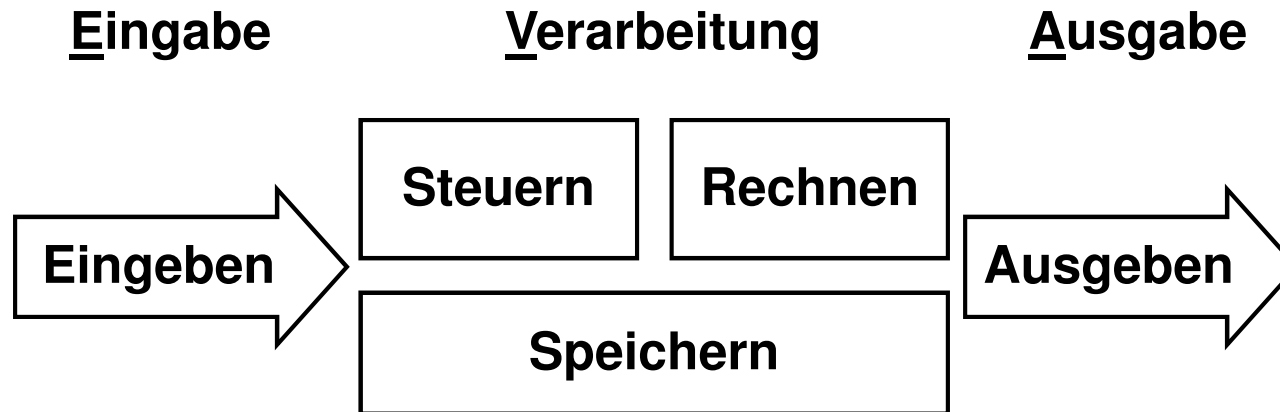 Eingabe Verarbeitung Ausgabe
Steuern Rechnen
Eingeben Ausgeben
Speichern